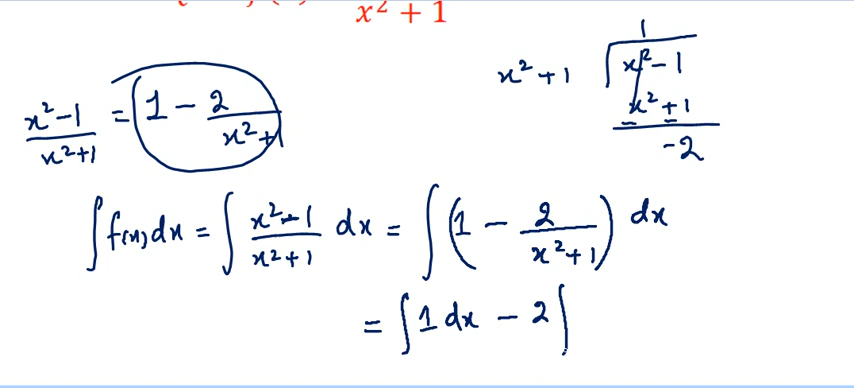 x² + 1
x² + 1 1
x² - 1
x² + 1
-2
x² - 1 / x² + 1 = 1 - 2 / x² + 1
∫ f(x) dx = ∫ x² - 1 / x² + 1 dx = ∫ (1 - 2 / x² + 1) dx
= ∫ 1 dx - 2 ∫